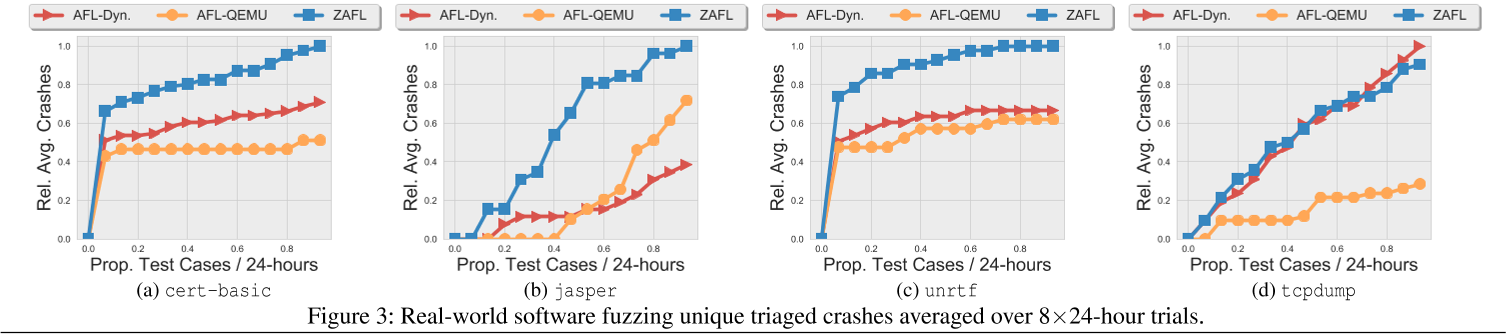 AFL-Dyn. AFL-QEMU ZAFL
Rel. Avg. Crashes
1.0
0.8
0.6
0.4
0.2
0.0
0.0 0.2 0.4 0.6 0.8
Prop. Test Cases / 24-hours
(a) cert-basic
AFL-Dyn. AFL-QEMU ZAFL
Rel. Avg. Crashes
1.0
0.8
0.6
0.4
0.2
0.0
0.0 0.2 0.4 0.6 0.8
Prop. Test Cases / 24-hours
(b) jasper
AFL-Dyn. AFL-QEMU ZAFL
Rel. Avg. Crashes
1.0
0.8
0.6
0.4
0.2
0.0
0.0 0.2 0.4 0.6 0.8
Prop. Test Cases / 24-hours
(c) unrtf
AFL-Dyn. AFL-QEMU ZAFL
Rel. Avg. Crashes
1.0
0.8
0.6
0.4
0.2
0.0
0.0 0.2 0.4 0.6 0.8
Prop. Test Cases / 24-hours
(d) tcpdump
Figure 3: Real-world software fuzzing unique triaged crashes averaged over 8×24-hour trials.